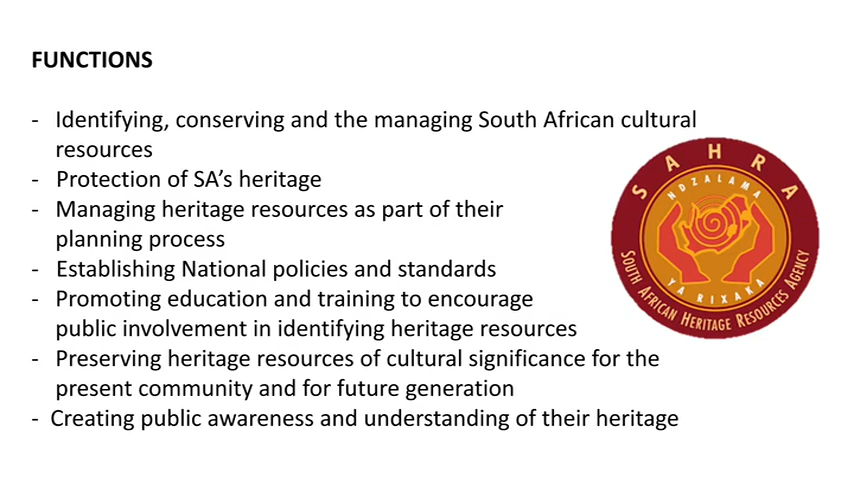 FUNCTIONS
- Identifying, conserving and the managing South African cultural
resources
- Protection of SA’s heritage
- Managing heritage resources as part of their
planning process
- Establishing National policies and standards
- Promoting education and training to encourage
public involvement in identifying heritage resources
- Preserving heritage resources of cultural significance for the
present community and for future generation
- Creating public awareness and understanding of their heritage
SAHRA
NDZALAMA
YA RIXAKA
SOUTH AFRICAN HERITAGE RESOURCES AGENCY